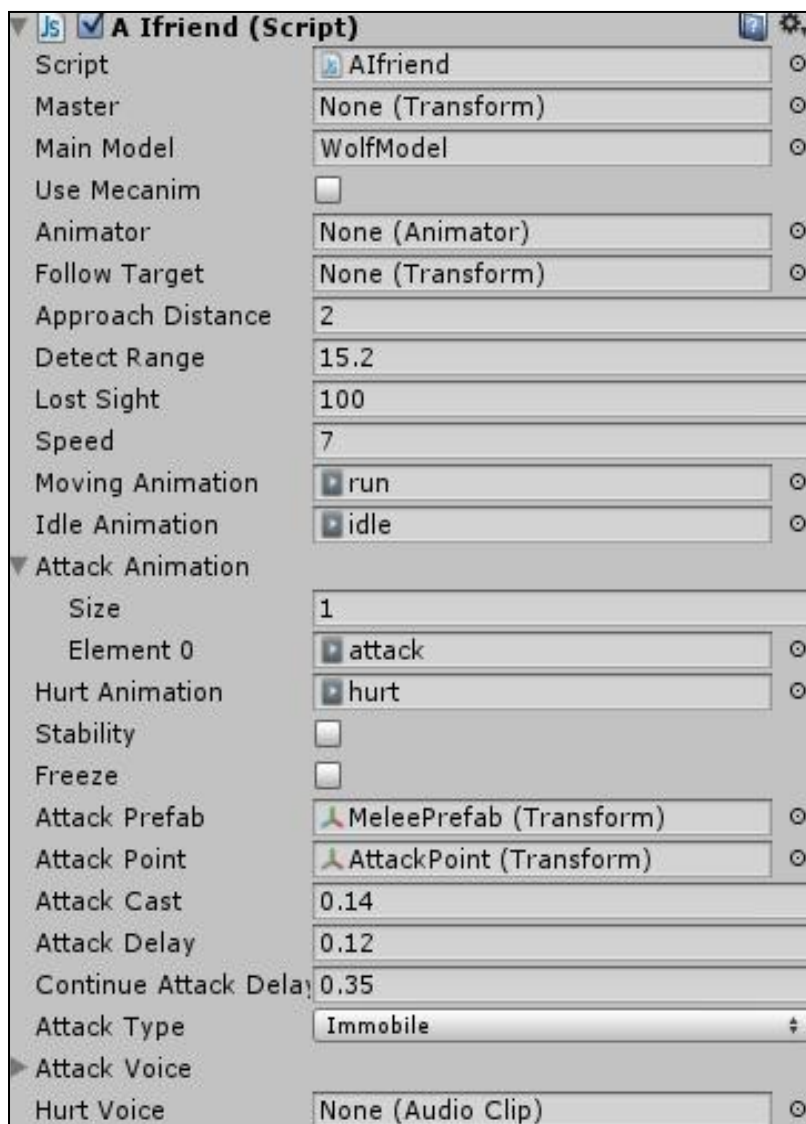 Js A Ifriend (Script)
Script AIfriend
Master None (Transform)
Main Model WolfModel
Use Mecanim
Animator None (Animator)
Follow Target None (Transform)
Approach Distance 2
Detect Range 15.2
Lost Sight 100
Speed 7
Moving Animation run
Idle Animation idle
Attack Animation
Size 1
Element 0 attack
Hurt Animation hurt
Stability
Freeze
Attack Prefab MeleePrefab (Transform)
Attack Point AttackPoint (Transform)
Attack Cast 0.14
Attack Delay 0.12
Continue Attack Delay 0.35
Attack Type Immobile
Attack Voice
Hurt Voice None (Audio Clip)